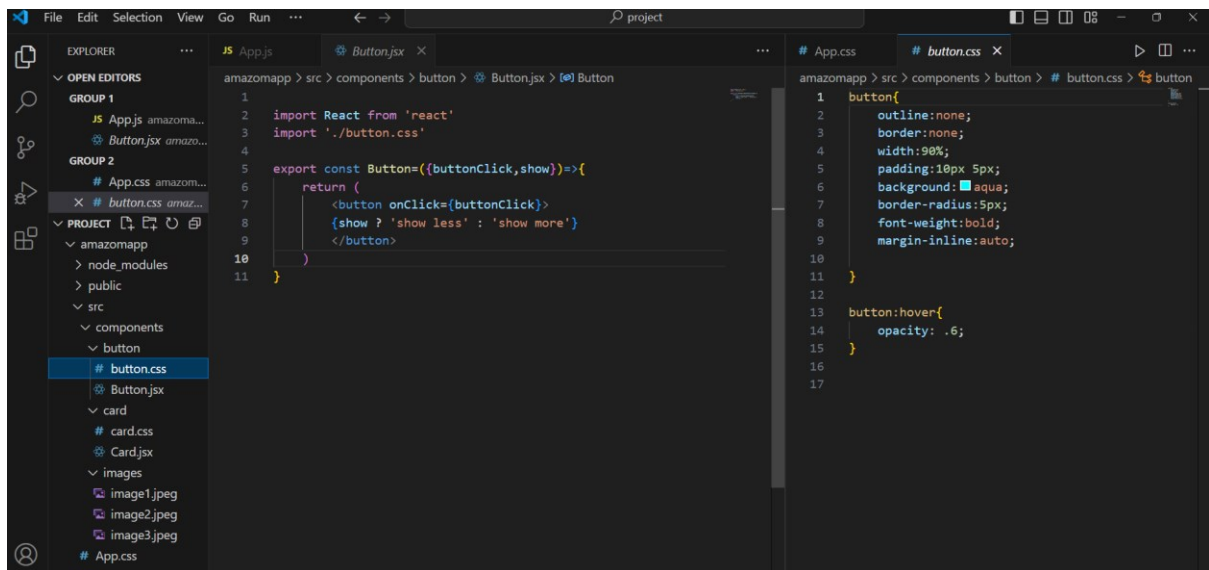 File Edit Selection View Go Run ··· ← → project
EXPLORER ···
OPEN EDITORS
GROUP 1
JS App.js amazoma...
Button.jsx amazo...
GROUP 2
# App.css amazom...
# button.css amaz...
PROJECT
amazomapp
node_modules
public
src
components
button
# button.css
Button.jsx
card
# card.css
Card.jsx
images
image1.jpeg
image2.jpeg
image3.jpeg
# App.css
JS App.js Button.jsx ···
amazomapp > src > components > button > Button.jsx > Button
1
2 import React from 'react'
3 import './button.css'
4
5 export const Button=({buttonClick,show})=>{
6 return (
7 <button onClick={buttonClick}>
8 {show ? 'show less' : 'show more'}
9 </button>
10 )
11 }
# App.css # button.css ···
amazomapp > src > components > button > # button.css > button
1 button{
2 outline:none;
3 border:none;
4 width:90%;
5 padding:10px 5px;
6 background: aqua;
7 border-radius:5px;
8 font-weight:bold;
9 margin-inline:auto;
10
11 }
12
13 button:hover{
14 opacity: .6;
15 }
16
17